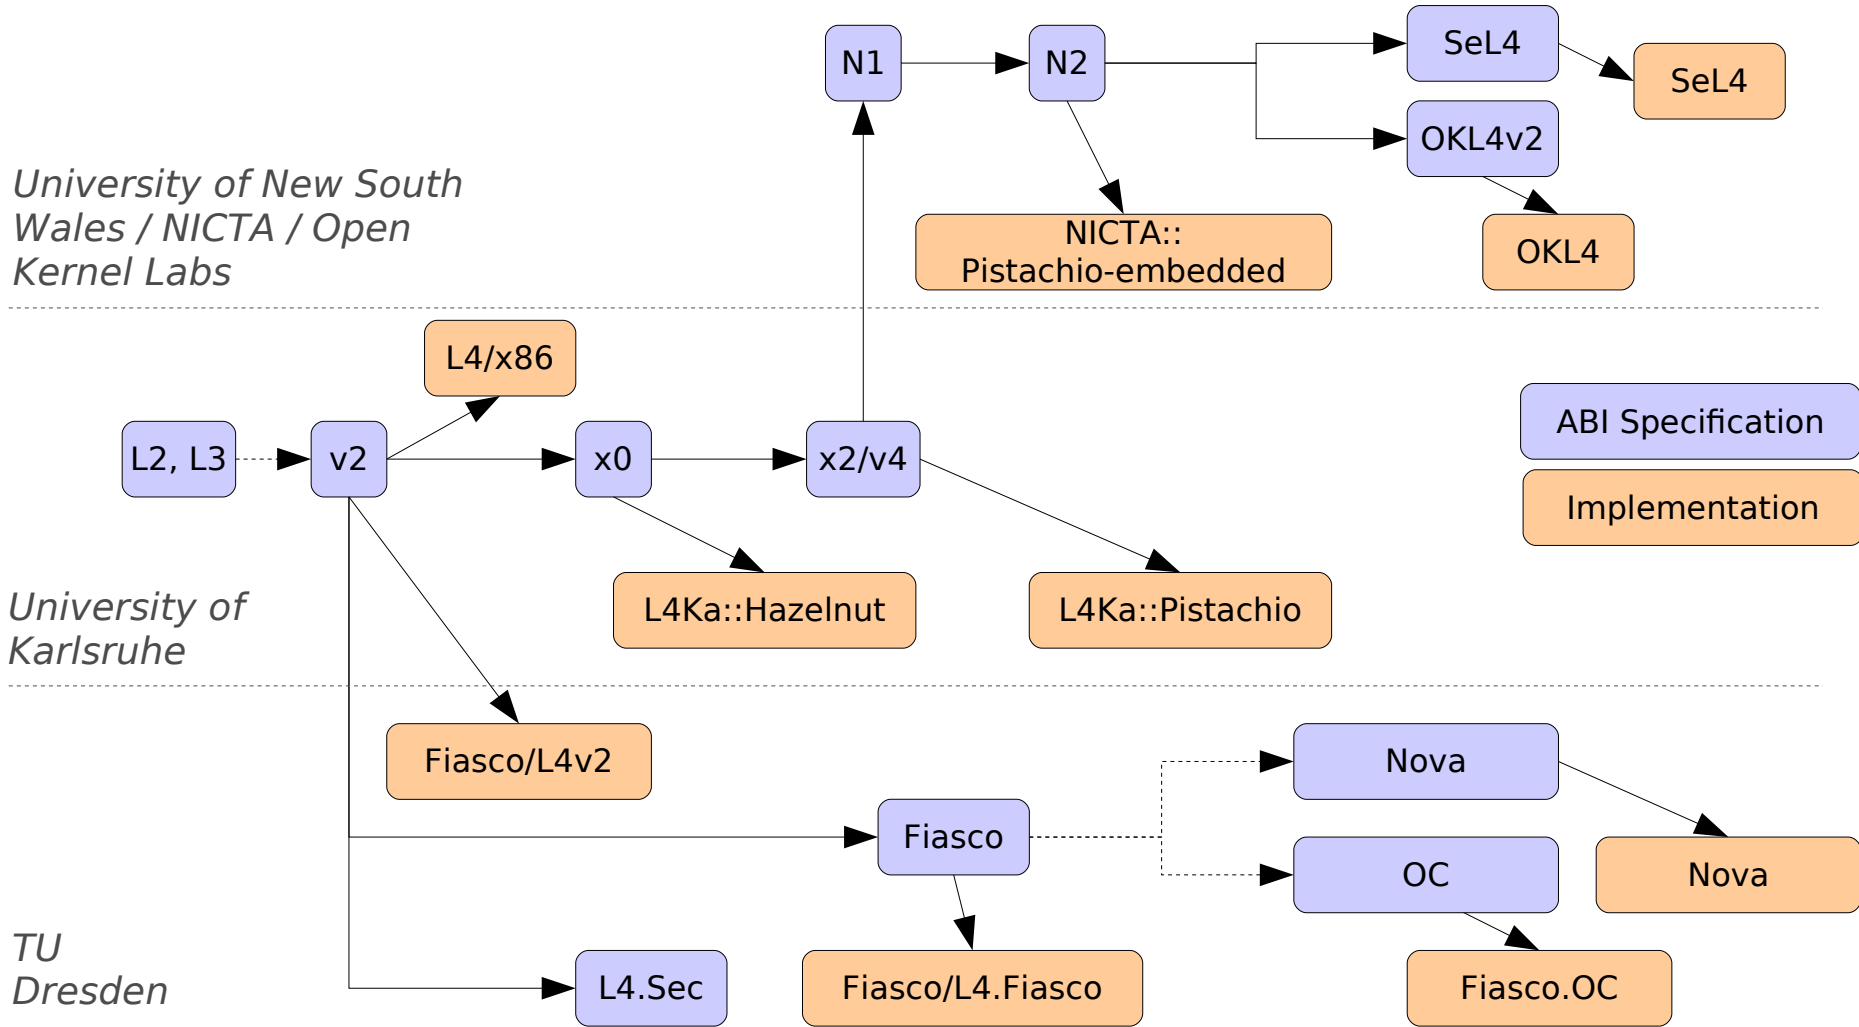 N1
N2
SeL4
SeL4
OKL4v2
University of New South
Wales / NICTA / Open
Kernel Labs
NICTA::
Pistachio-embedded
OKL4
L4/x86
ABI Specification
L2, L3
v2
x0
x2/v4
Implementation
University of
Karlsruhe
L4Ka::Hazelnut
L4Ka::Pistachio
Fiasco/L4v2
Nova
Fiasco
OC
Nova
TU
Dresden
L4.Sec
Fiasco/L4.Fiasco
Fiasco.OC